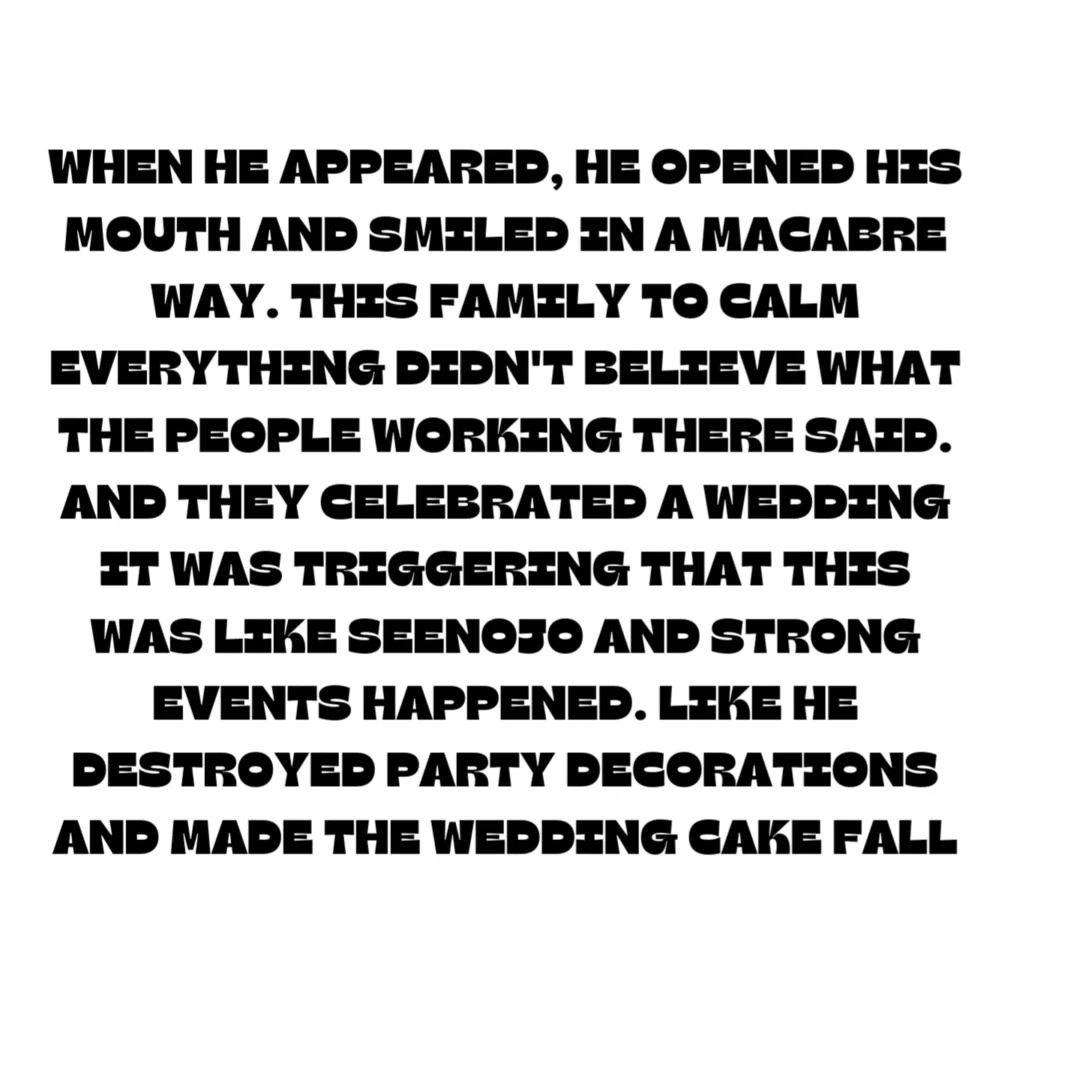 WHEN HE APPEARED, HE OPENED HIS
MOUTH AND SMILED IN A MACABRE
WAY. THIS FAMILY TO CALM
EVERYTHING DIDN'T BELIEVE WHAT
THE PEOPLE WORKING THERE SAID.
AND THEY CELEBRATED A WEDDING
IT WAS TRIGGERING THAT THIS
WAS LIKE SEENOJO AND STRONG
EVENTS HAPPENED. LIKE HE
DESTROYED PARTY DECORATIONS
AND MADE THE WEDDING CAKE FALL